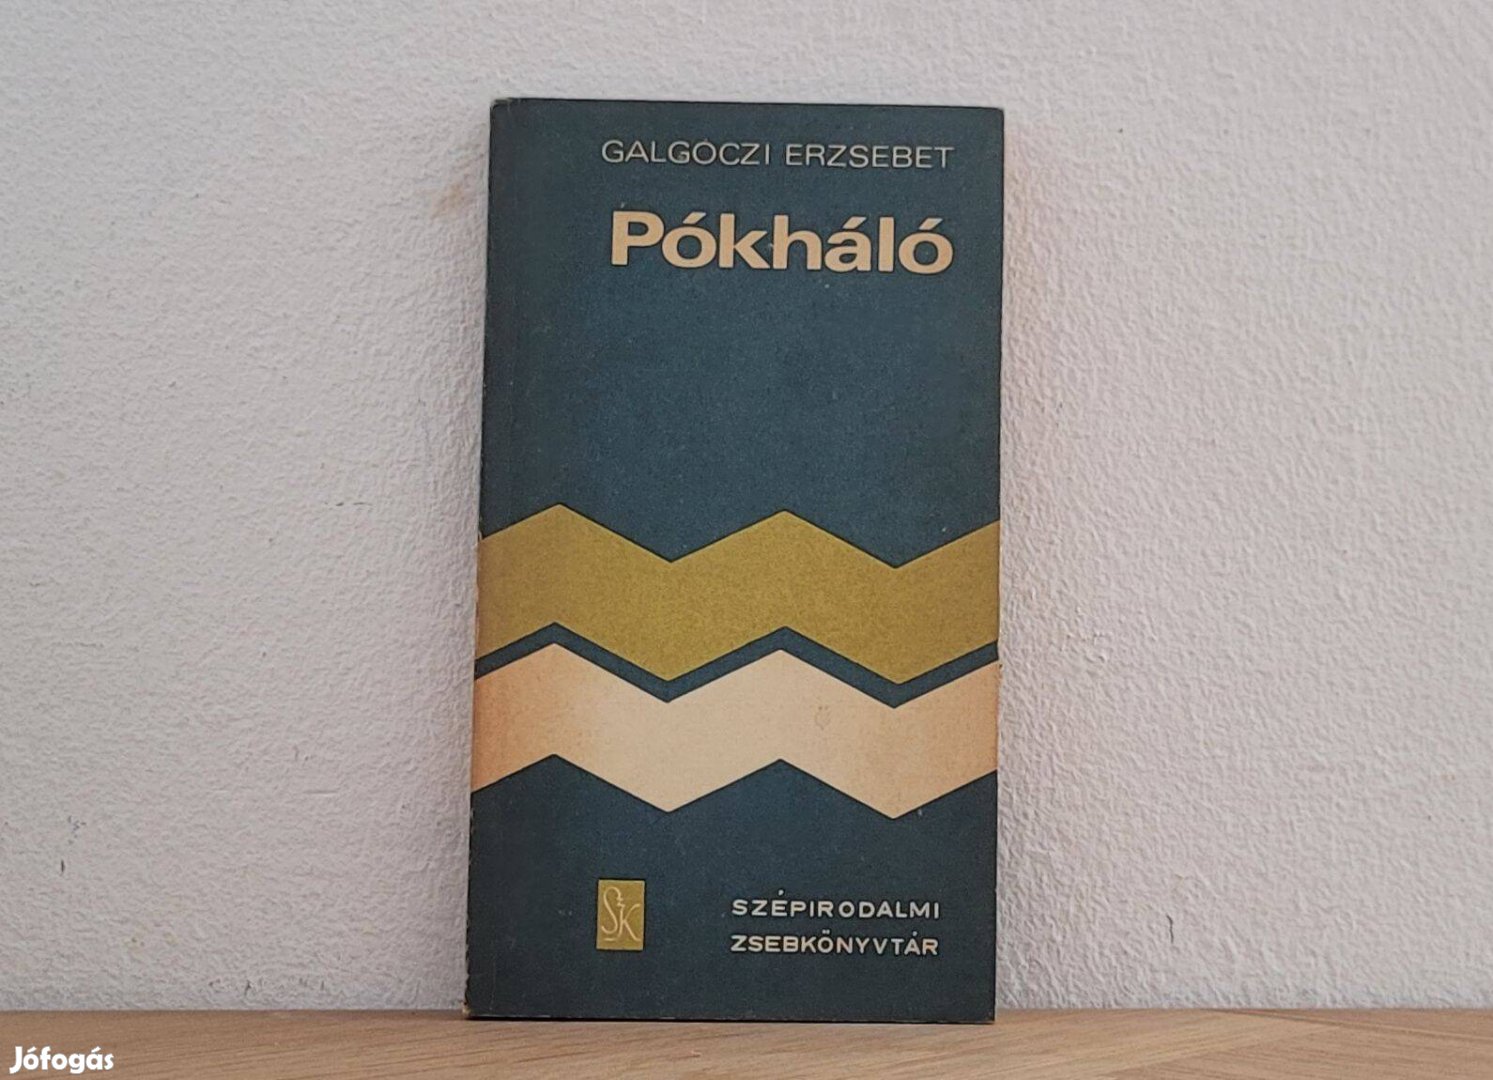 GALGÓCZI ERZSÉBET
Pókháló
SzK
SZÉPIRODALMI
ZSEBKÖNYVTÁR
Jófogás